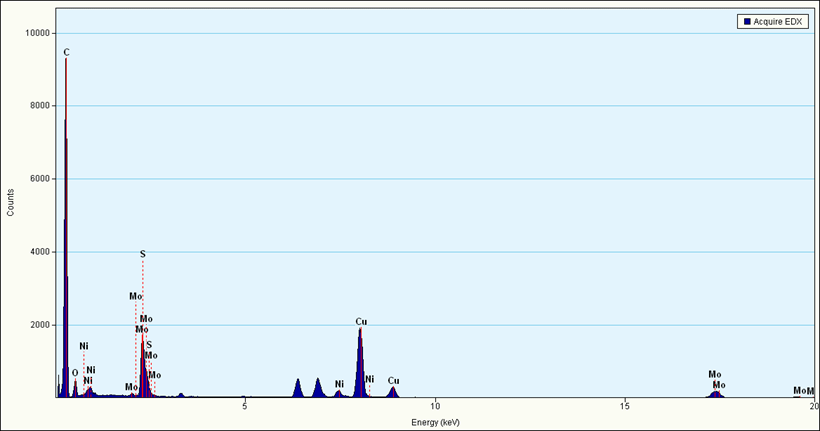 Acquire EDX
10000
8000
6000
4000
2000
Counts
C
O
Ni
Ni
Ni
Mo
Mo
S
Mo
Mo
S
Mo
Mo
Ni
Cu
Ni
Cu
Mo
Mo
Mo
M
5
10
15
20
Energy (keV)